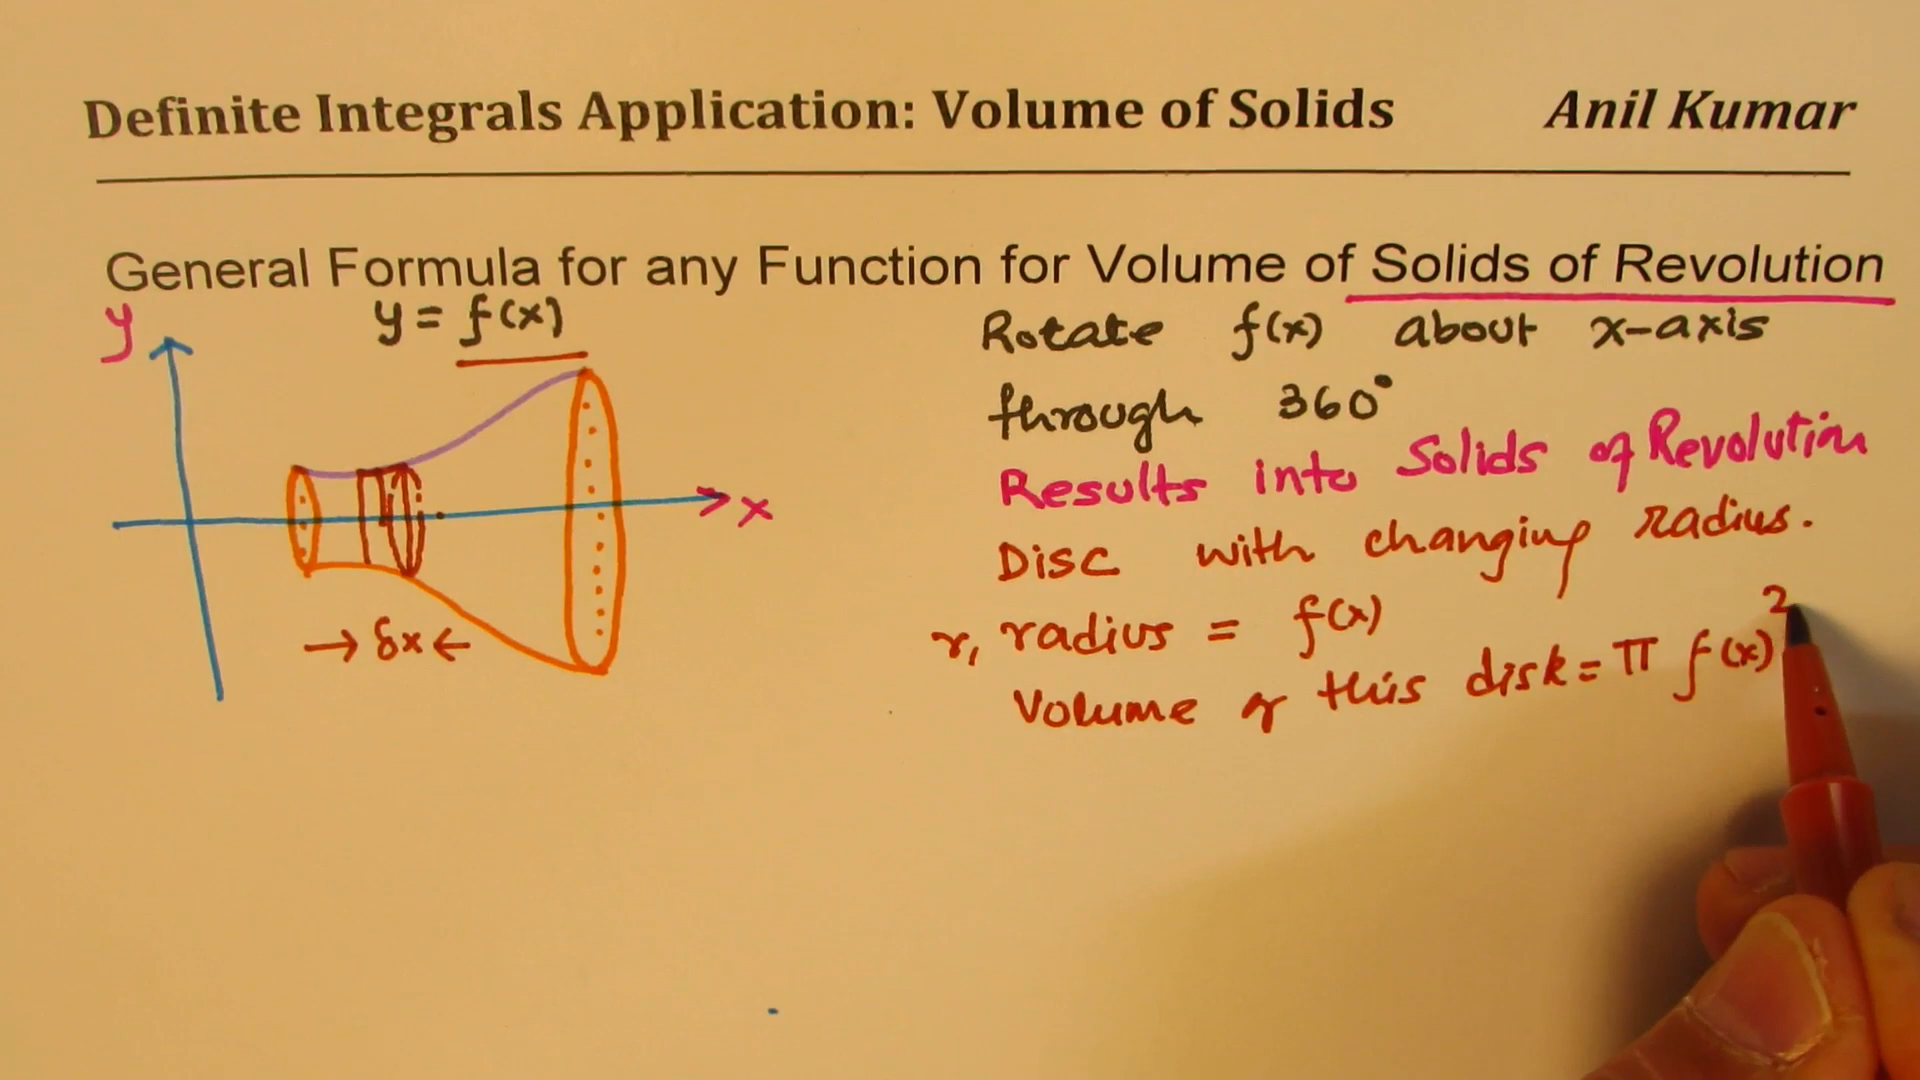 Definite Integrals Application: Volume of Solids Anil Kumar
General Formula for any Function for Volume of Solids of Revolution
y
y = f(x)
x
→ δx ←
Rotate f(x) about x-axis
through 360°
Results into Solids of Revolution
Disc with changing radius.
r, radius = f(x)
Volume of this disk = π f(x)²